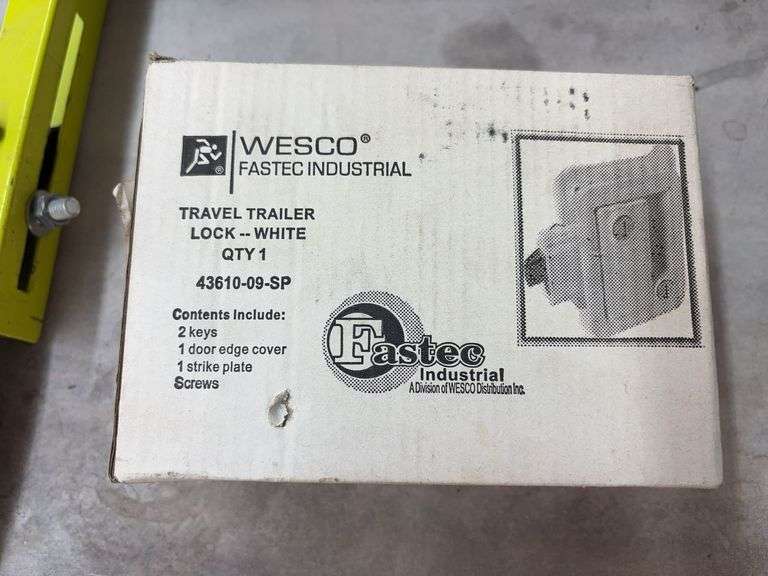 WESCO®
®
FASTEC INDUSTRIAL
TRAVEL TRAILER
LOCK -- WHITE
QTY 1
43610-09-SP
Contents Include:
2 keys
1 door edge cover
1 strike plate
Screws
Fastec
Industrial
A Division of WESCO Distribution Inc.